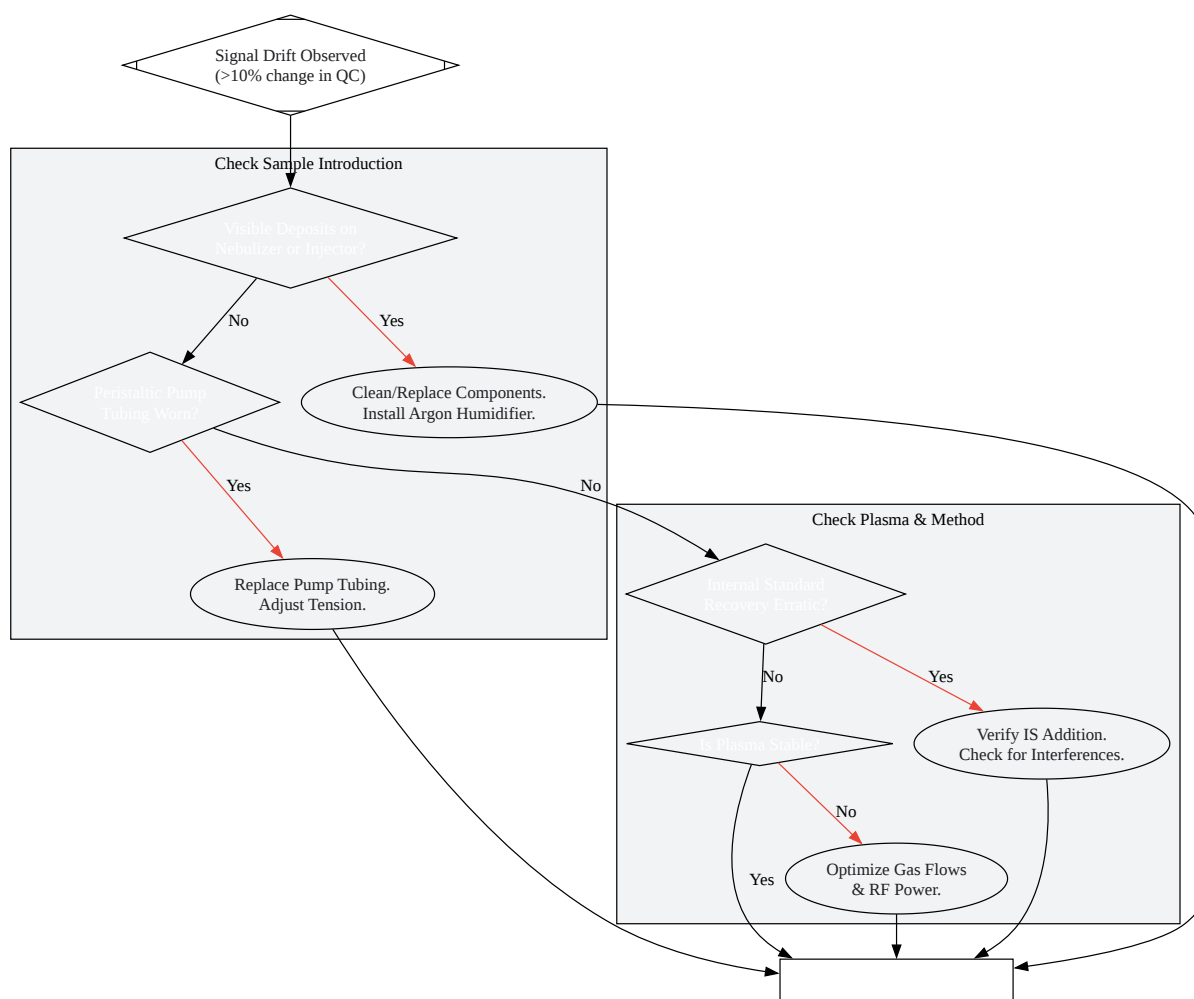 Signal Drift Observed
(>10% change in QC)
Check Sample Introduction
Visible Deposits on
Nebulizer or Injector?
No
Yes
Peristaltic Pump
Tubing Worn?
Clean/Replace Components.
Install Argon Humidifier.
Yes
No
Replace Pump Tubing.
Adjust Tension.
Check Plasma & Method
Internal Standard
Recovery Erratic?
No
Yes
Is Plasma Stable?
Verify IS Addition.
Check for Interferences.
No
Yes
Optimize Gas Flows
& RF Power.